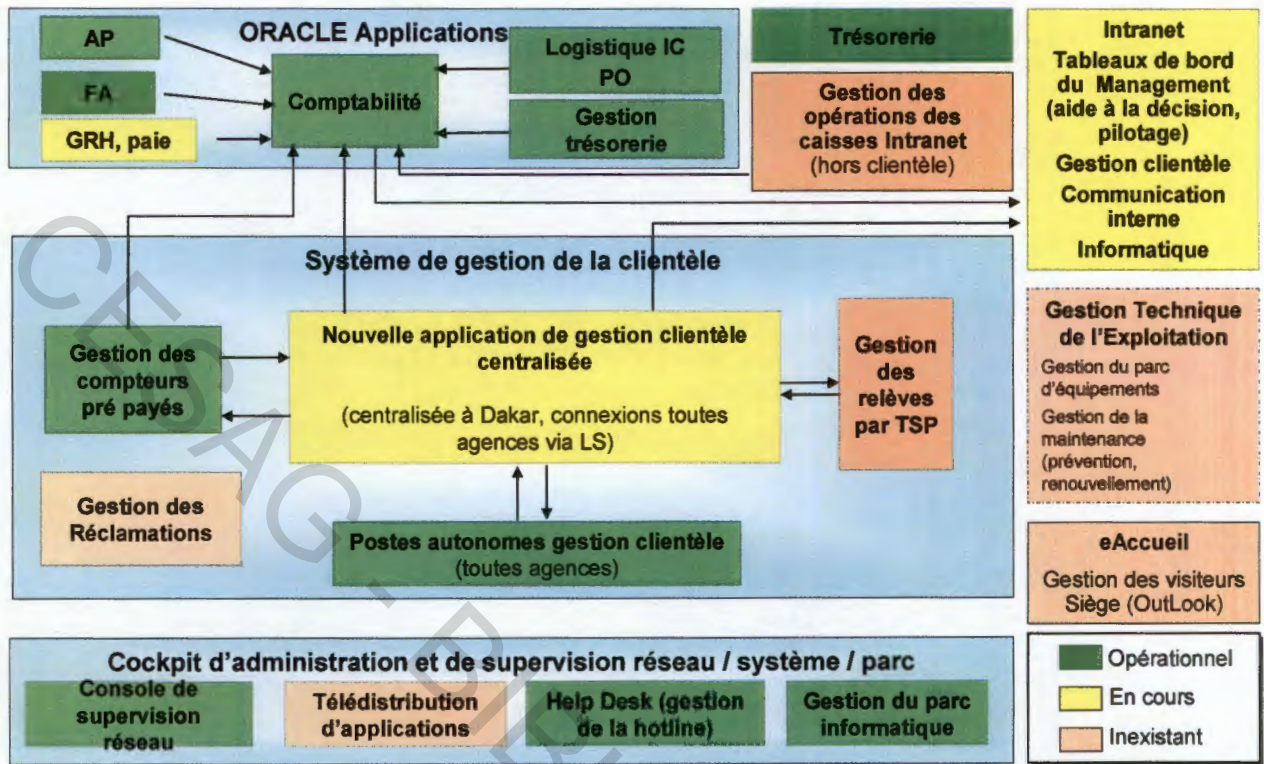 ORACLE Applications
AP
FA
GRH, paie
Comptabilité
Logistique IC
PO
Gestion
trésorerie
Trésorerie
Gestion des
opérations des
caisses Intranet
(hors clientèle)
Intranet
Tableaux de bord
du Management
(aide à la décision,
pilotage)
Gestion clientèle
Communication
interne
Informatique
Système de gestion de la clientèle
Gestion des
compteurs
pré payés
Nouvelle application de gestion clientèle
centralisée
(centralisée à Dakar, connexions toutes
agences via LS)
Gestion
des
relèves
par TSP
Gestion des
Réclamations
Postes autonomes gestion clientèle
(toutes agences)
Gestion Technique
de l'Exploitation
Gestion du parc
d'équipements
Gestion de la
maintenance
(prévention,
renouvellement)
eAccueil
Gestion des visiteurs
Siège (OutLook)
Cockpit d'administration et de supervision réseau / système / parc
Console de
supervision
réseau
Télédistribution
d'applications
Help Desk (gestion
de la hotline)
Gestion du parc
informatique
Opérationnel
En cours
Inexistant
CESAG - BI